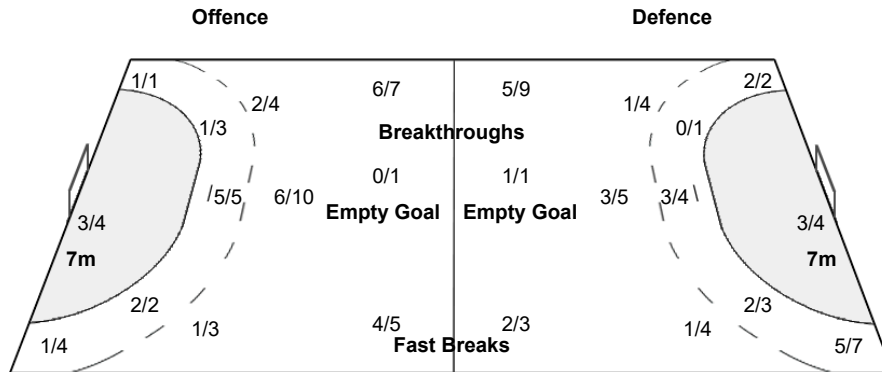 Offence Defence
1/1 6/7 5/9 2/2
2/4 1/4
1/3 Breakthroughs 0/1
0/1 1/1
5/5 6/10 3/5 3/4
Empty Goal Empty Goal
3/4 3/4
7m 7m
2/2 2/3
1/3 4/5 2/3 1/4
1/4 Fast Breaks 5/7